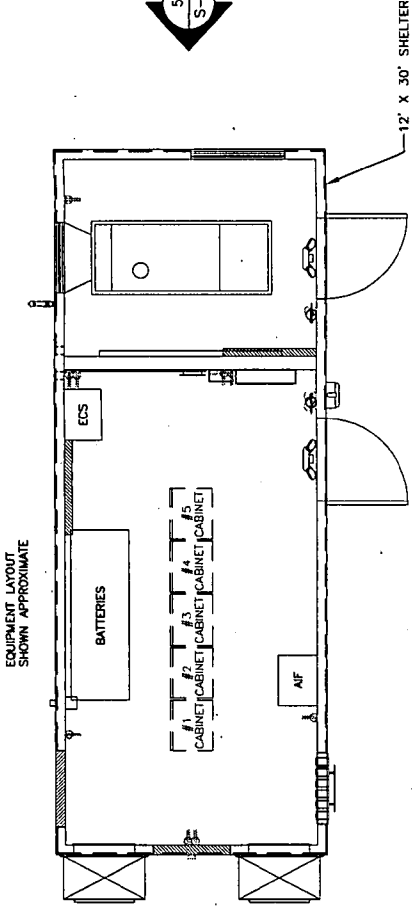 EQUIPMENT LAYOUT
SHOWN APPROXIMATE
5
S-
12' X 30' SHELTER
ECS
BATTERIES
#1
CABINET
#2
CABINET
#3
CABINET
#4
CABINET
#5
CABINET
AIF